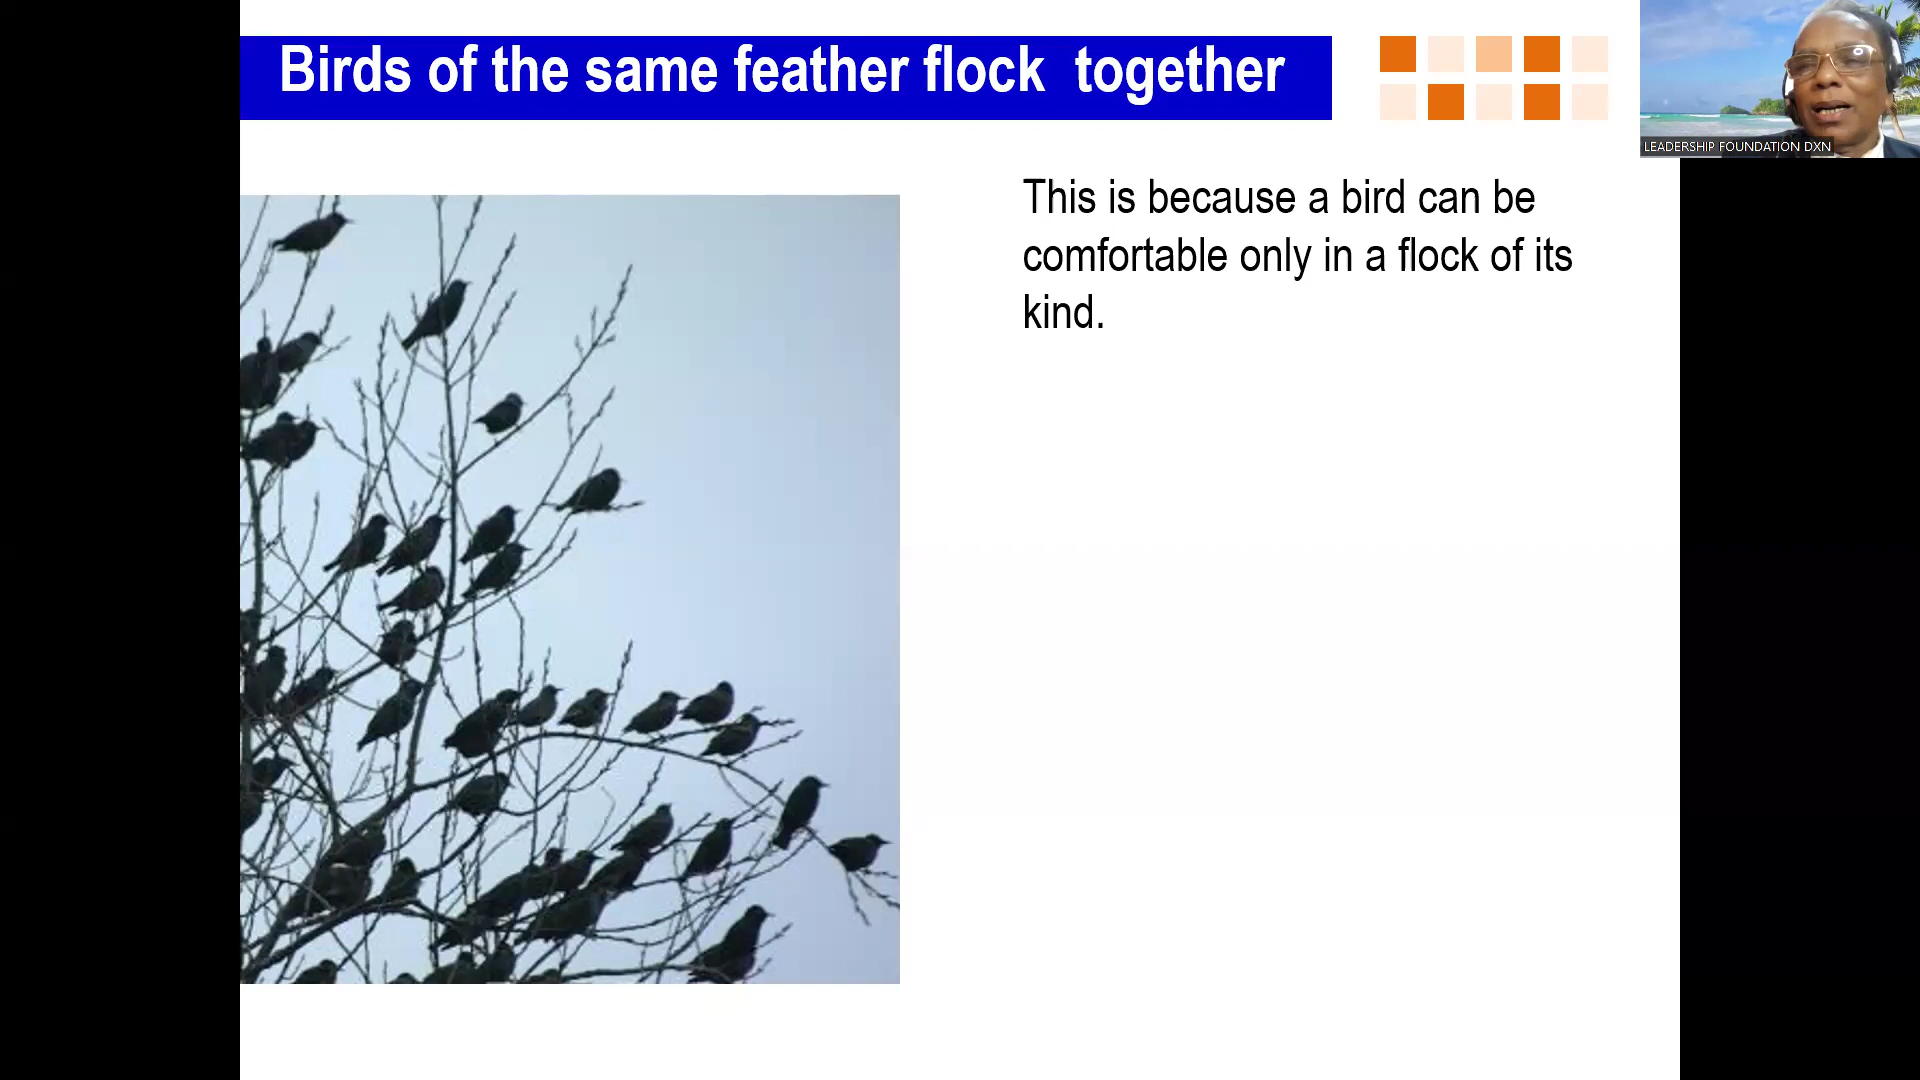 Birds of the same feather flock together
LEADERSHIP FOUNDATION DXN
This is because a bird can be
comfortable only in a flock of its
kind.